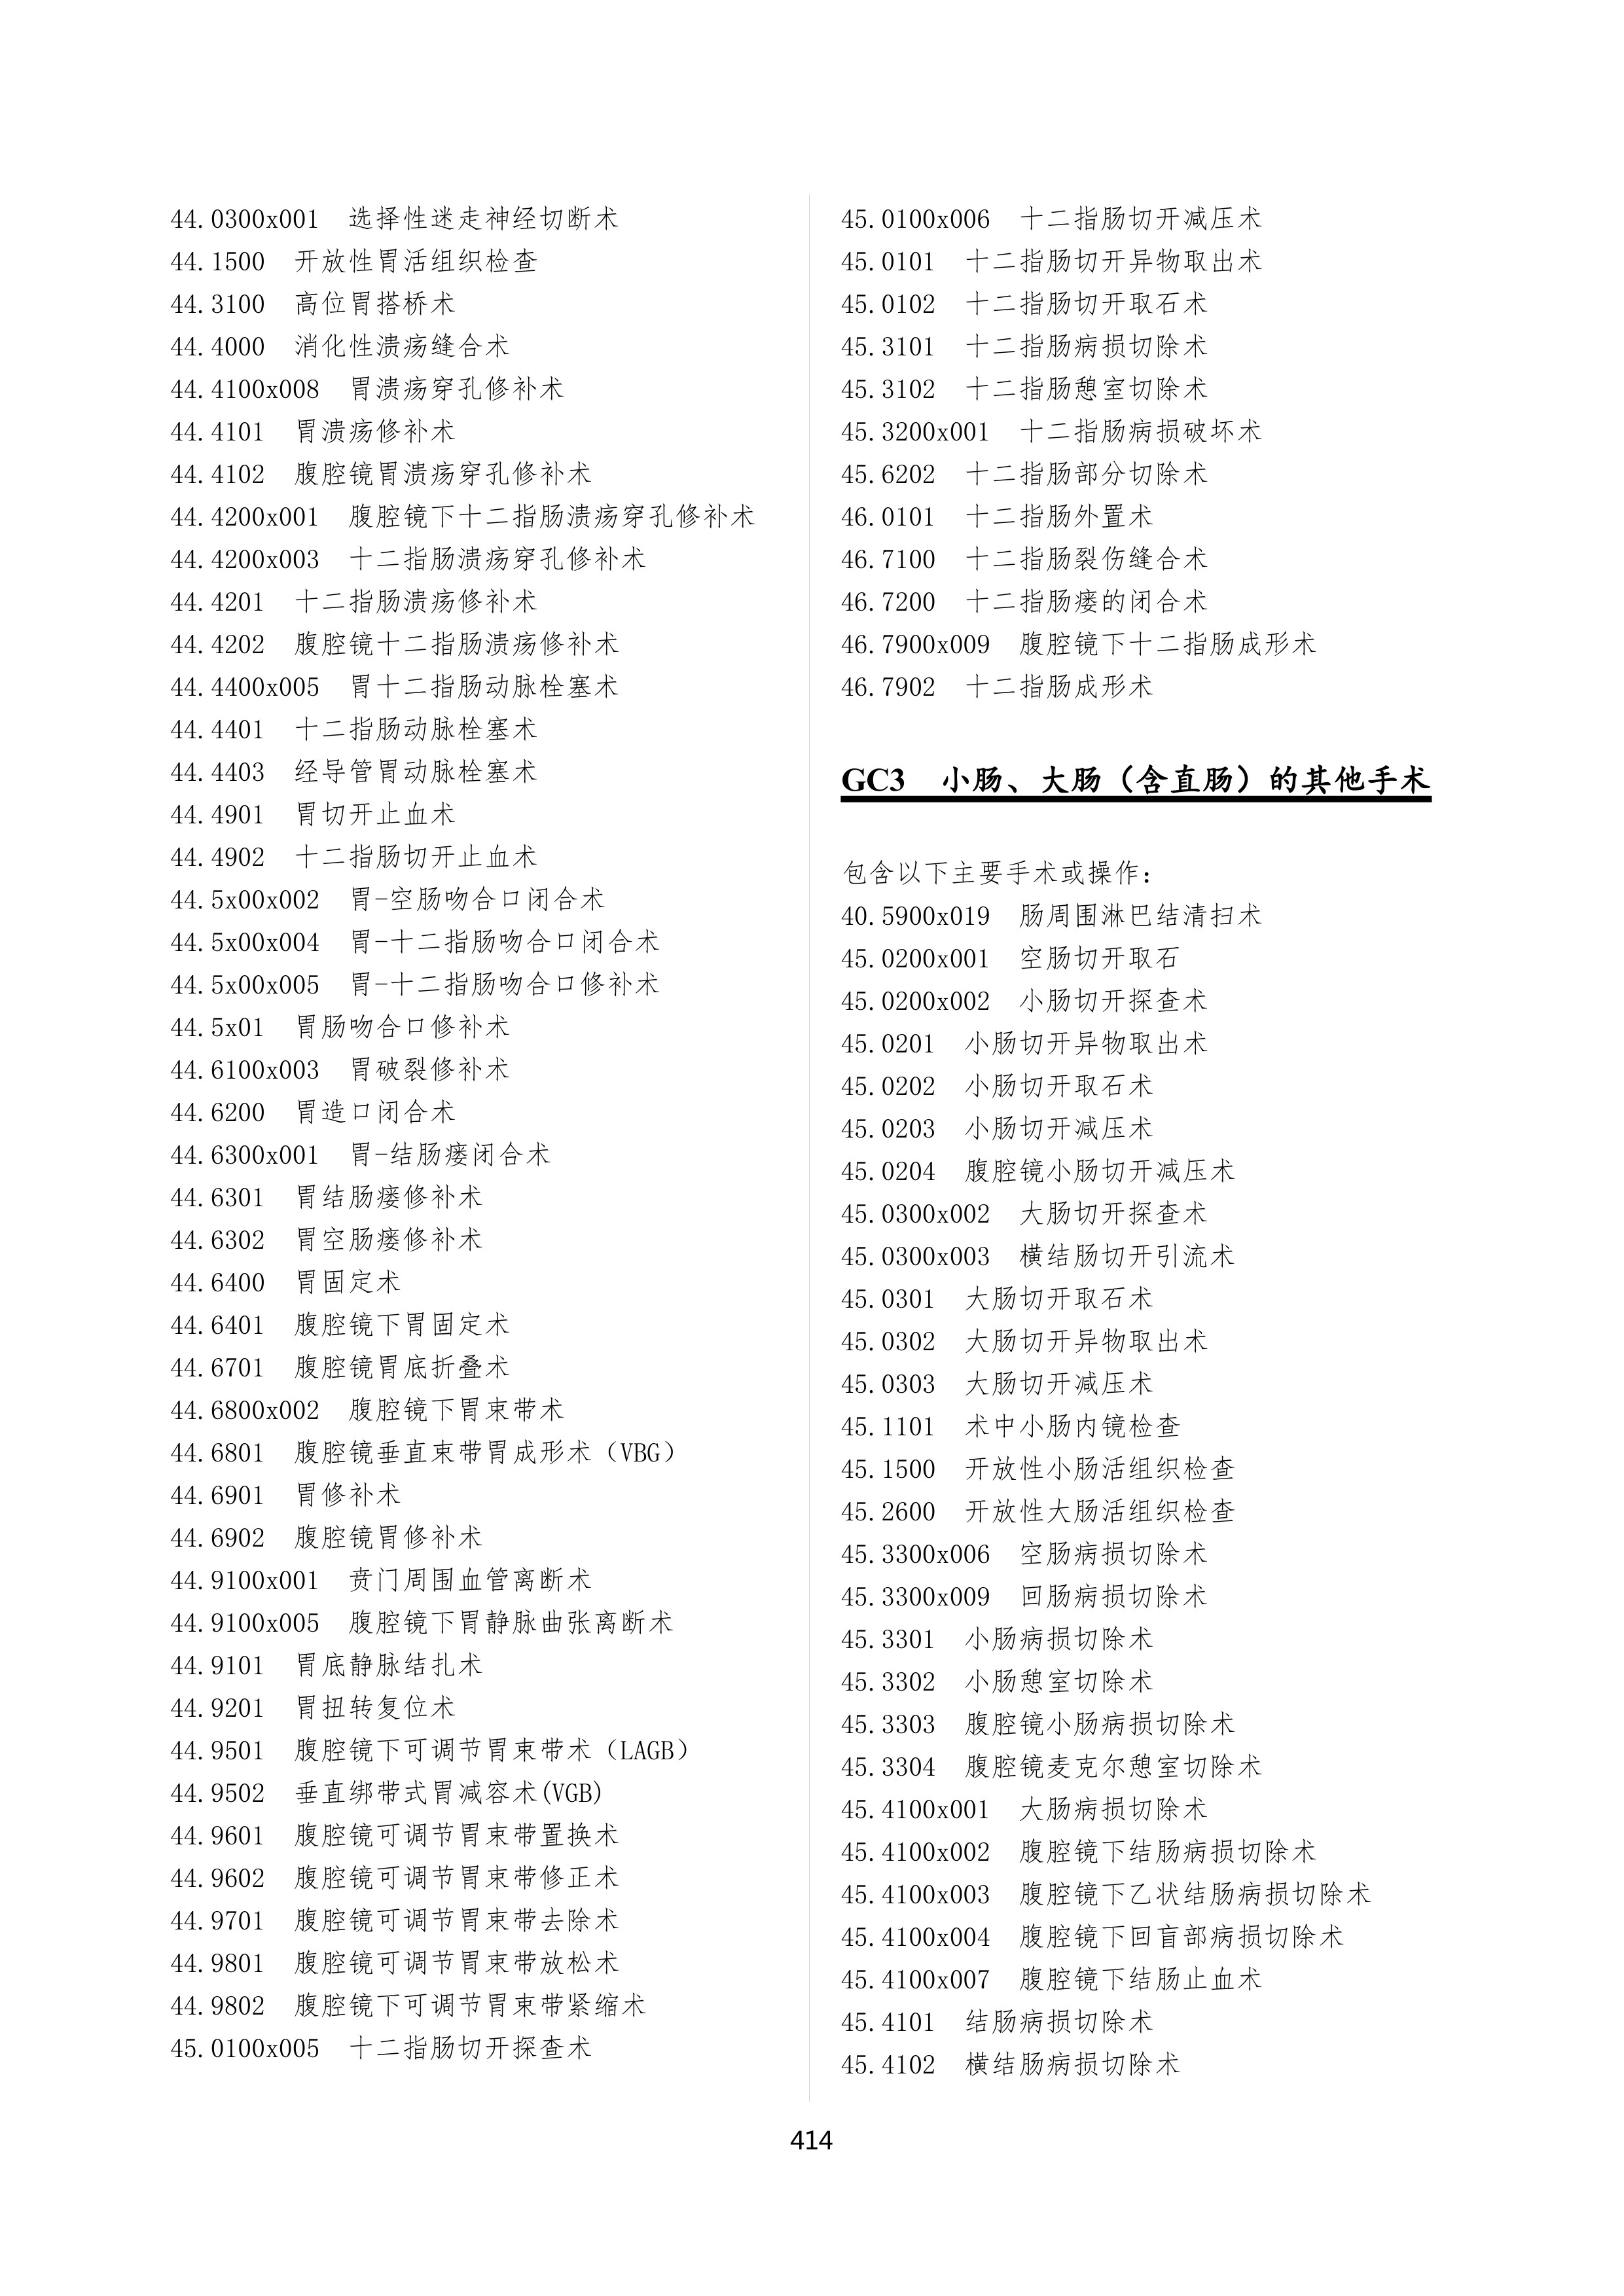 44.0300x001 选择性迷走神经切断术
44.1500 开放性胃活组织检查
44.3100 高位胃搭桥术
44.4000 消化性溃疡缝合术
44.4100x008 胃溃疡穿孔修补术
44.4101 胃溃疡修补术
44.4102 腹腔镜胃溃疡穿孔修补术
44.4200x001 腹腔镜下十二指肠溃疡穿孔修补术
44.4200x003 十二指肠溃疡穿孔修补术
44.4201 十二指肠溃疡修补术
44.4202 腹腔镜十二指肠溃疡修补术
44.4400x005 胃十二指肠动脉栓塞术
44.4401 十二指肠动脉栓塞术
44.4403 经导管胃动脉栓塞术
44.4901 胃切开止血术
44.4902 十二指肠切开止血术
44.5x00x002 胃-空肠吻合口闭合术
44.5x00x004 胃-十二指肠吻合口闭合术
44.5x00x005 胃-十二指肠吻合口修补术
44.5x01 胃肠吻合口修补术
44.6100x003 胃破裂修补术
44.6200 胃造口闭合术
44.6300x001 胃-结肠瘘闭合术
44.6301 胃结肠瘘修补术
44.6302 胃空肠瘘修补术
44.6400 胃固定术
44.6401 腹腔镜下胃固定术
44.6701 腹腔镜胃底折叠术
44.6800x002 腹腔镜下胃束带术
44.6801 腹腔镜垂直束带胃成形术（VBG）
44.6901 胃修补术
44.6902 腹腔镜胃修补术
44.9100x001 贲门周围血管离断术
44.9100x005 腹腔镜下胃静脉曲张离断术
44.9101 胃底静脉结扎术
44.9201 胃扭转复位术
44.9501 腹腔镜下可调节胃束带术（LAGB）
44.9502 垂直绑带式胃减容术(VGB)
44.9601 腹腔镜可调节胃束带置换术
44.9602 腹腔镜可调节胃束带修正术
44.9701 腹腔镜可调节胃束带去除术
44.9801 腹腔镜可调节胃束带放松术
44.9802 腹腔镜下可调节胃束带紧缩术
45.0100x005 十二指肠切开探查术
45.0100x006 十二指肠切开减压术
45.0101 十二指肠切开异物取出术
45.0102 十二指肠切开取石术
45.3101 十二指肠病损切除术
45.3102 十二指肠憩室切除术
45.3200x001 十二指肠病损破坏术
45.6202 十二指肠部分切除术
46.0101 十二指肠外置术
46.7100 十二指肠裂伤缝合术
46.7200 十二指肠瘘的闭合术
46.7900x009 腹腔镜下十二指肠成形术
46.7902 十二指肠成形术
GC3 小肠、大肠（含直肠）的其他手术
包含以下主要手术或操作：
40.5900x019 肠周围淋巴结清扫术
45.0200x001 空肠切开取石
45.0200x002 小肠切开探查术
45.0201 小肠切开异物取出术
45.0202 小肠切开取石术
45.0203 小肠切开减压术
45.0204 腹腔镜小肠切开减压术
45.0300x002 大肠切开探查术
45.0300x003 横结肠切开引流术
45.0301 大肠切开取石术
45.0302 大肠切开异物取出术
45.0303 大肠切开减压术
45.1101 术中小肠内镜检查
45.1500 开放性小肠活组织检查
45.2600 开放性大肠活组织检查
45.3300x006 空肠病损切除术
45.3300x009 回肠病损切除术
45.3301 小肠病损切除术
45.3302 小肠憩室切除术
45.3303 腹腔镜小肠病损切除术
45.3304 腹腔镜麦克尔憩室切除术
45.4100x001 大肠病损切除术
45.4100x002 腹腔镜下结肠病损切除术
45.4100x003 腹腔镜下乙状结肠病损切除术
45.4100x004 腹腔镜下回盲部病损切除术
45.4100x007 腹腔镜下结肠止血术
45.4101 结肠病损切除术
45.4102 横结肠病损切除术
414